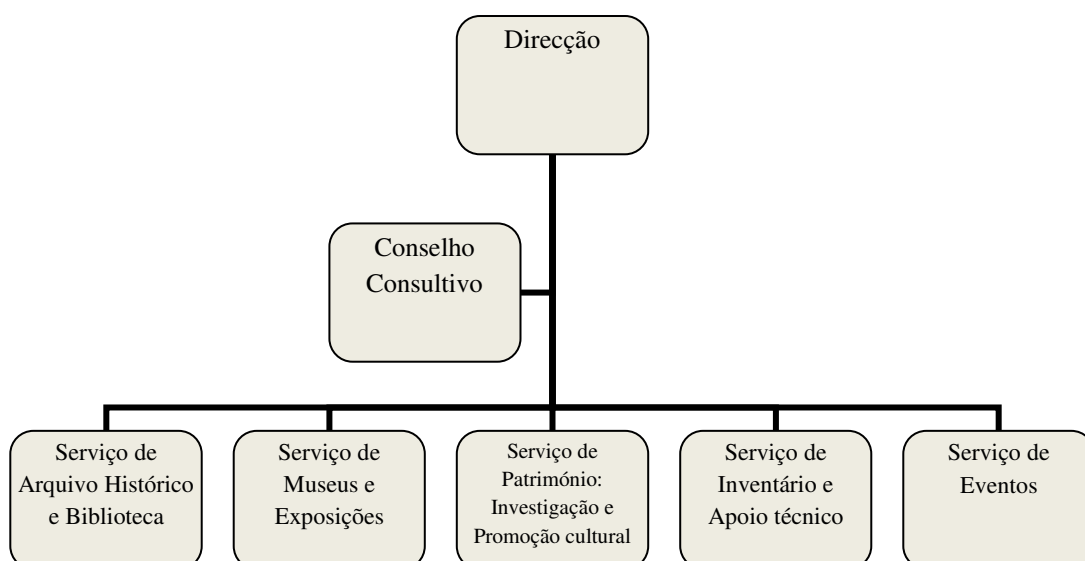 Direcção
Conselho
Consultivo
Serviço de
Arquivo Histórico
e Biblioteca
Serviço de
Museus e
Exposições
Serviço de
Património:
Investigação e
Promoção cultural
Serviço de
Inventário e
Apoio técnico
Serviço de
Eventos